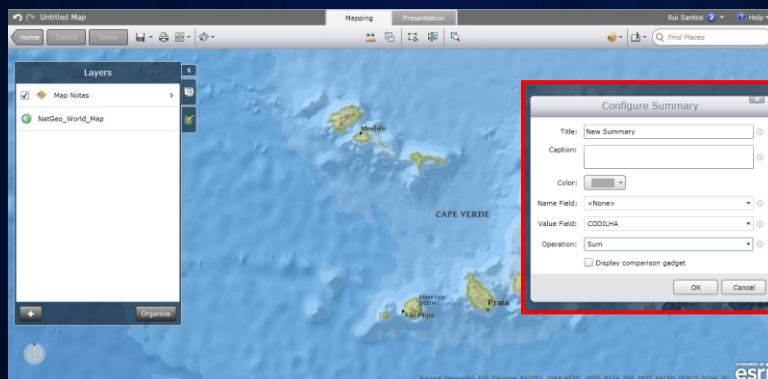 Untitled Map
Mapping
Presentation
Rui Santos
Help
Home
Details
Share
Find Places
Layers
Map Notes
NatGeo_World_Map
Organize
Mindelo
CAPE VERDE
Praia
São Filipe
Configure Summary
Title: New Summary
Caption:
Color:
Name Field: <None>
Value Field: CODILHA
Operation: Sum
Display comparison gadget
OK
Cancel
POWERED BY
esri